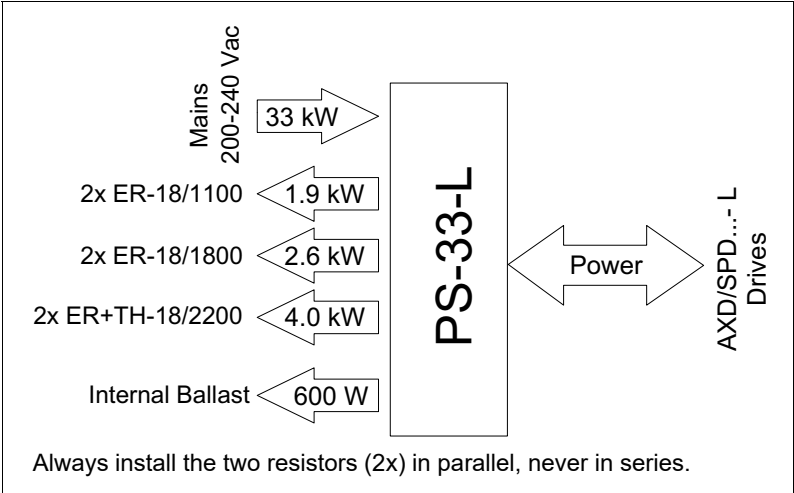 Mains
200-240 Vac
33 kW
2x ER-18/1100
1.9 kW
2x ER-18/1800
2.6 kW
2x ER+TH-18/2200
4.0 kW
Internal Ballast
600 W
PS-33-L
Power
AXD/SPD...- L
Drives
Always install the two resistors (2x) in parallel, never in series.